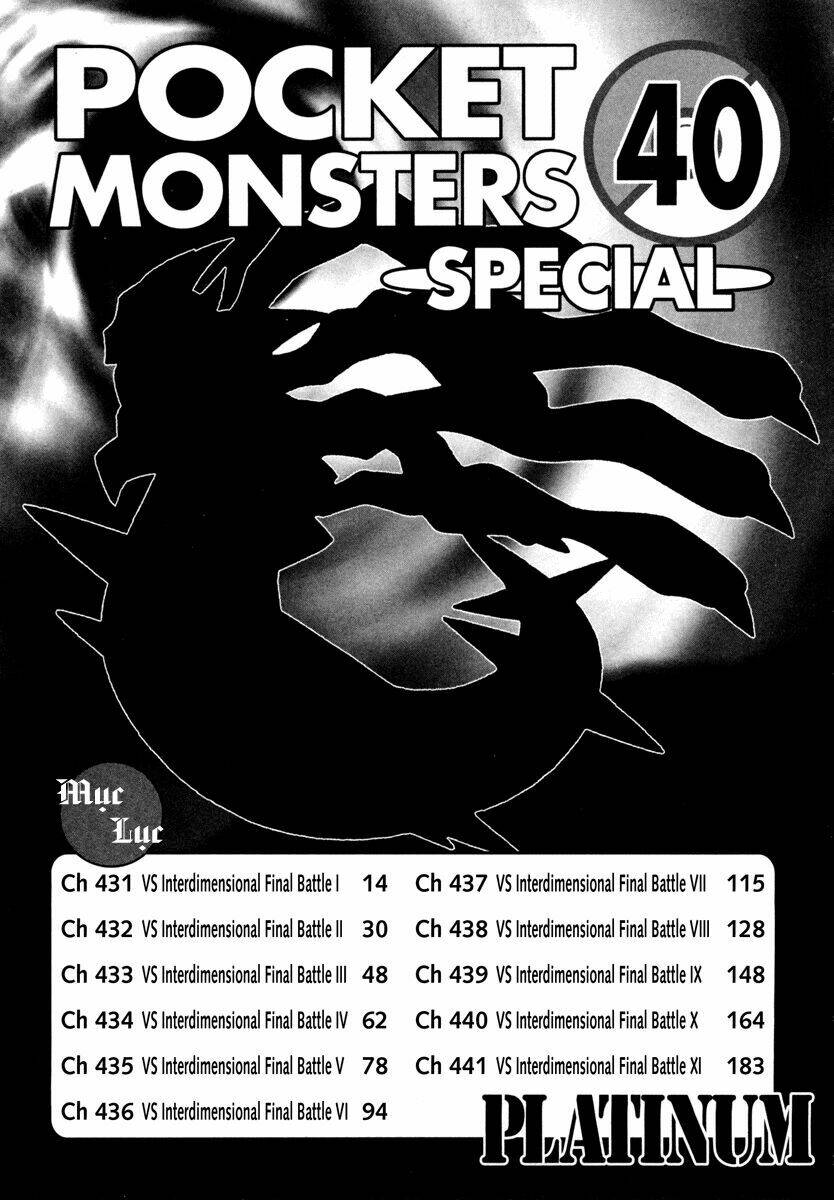 POCKET
MONSTERS
40
SPECIAL
Mục
Lục
Ch 431 VS Interdimensional Final Battle I 14
Ch 432 VS Interdimensional Final Battle II 30
Ch 433 VS Interdimensional Final Battle III 48
Ch 434 VS Interdimensional Final Battle IV 62
Ch 435 VS Interdimensional Final Battle V 78
Ch 436 VS Interdimensional Final Battle VI 94
Ch 437 VS Interdimensional Final Battle VII 115
Ch 438 VS Interdimensional Final Battle VIII 128
Ch 439 VS Interdimensional Final Battle IX 148
Ch 440 VS Interdimensional Final Battle X 164
Ch 441 VS Interdimensional Final Battle XI 183
PLATINUM